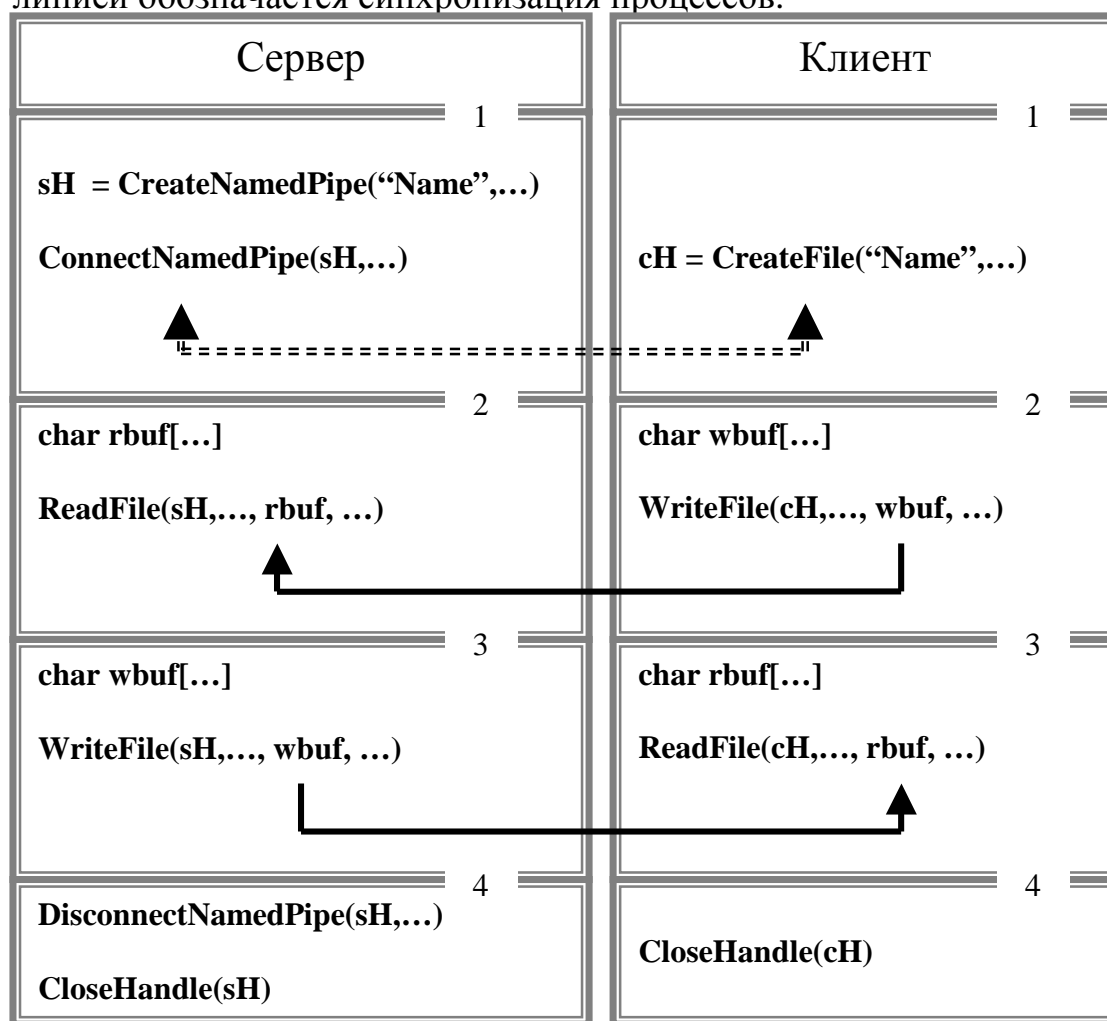 линией обозначается синхронизация процессов.
Сервер
Клиент
1
1
sH = CreateNamedPipe(“Name”,…)
ConnectNamedPipe(sH,…)
cH = CreateFile(“Name”,…)
2
2
char rbuf[…]
ReadFile(sH,…, rbuf, …)
char wbuf[…]
WriteFile(cH,…, wbuf, …)
3
3
char wbuf[…]
WriteFile(sH,…, wbuf, …)
char rbuf[…]
ReadFile(cH,…, rbuf, …)
4
4
DisconnectNamedPipe(sH,…)
CloseHandle(sH)
CloseHandle(cH)